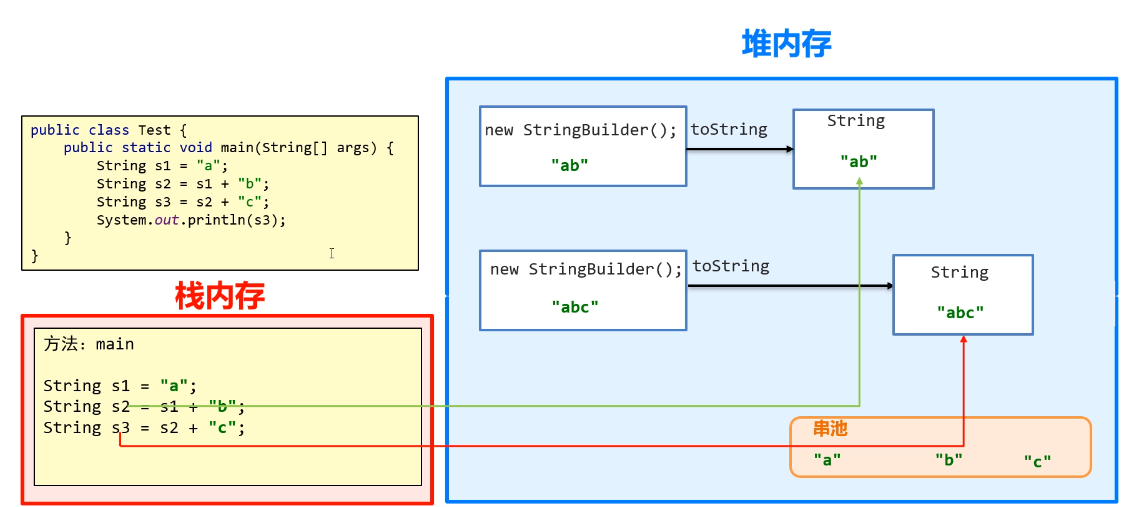 堆内存
public class Test {
public static void main(String[] args) {
String s1 = "a";
String s2 = s1 + "b";
String s3 = s2 + "c";
System.out.println(s3);
}
}
new StringBuilder();
"ab"
toString
String
"ab"
new StringBuilder();
"abc"
toString
String
"abc"
栈内存
方法：main
String s1 = "a";
String s2 = s1 + "b";
String s3 = s2 + "c";
串池
"a" "b" "c"